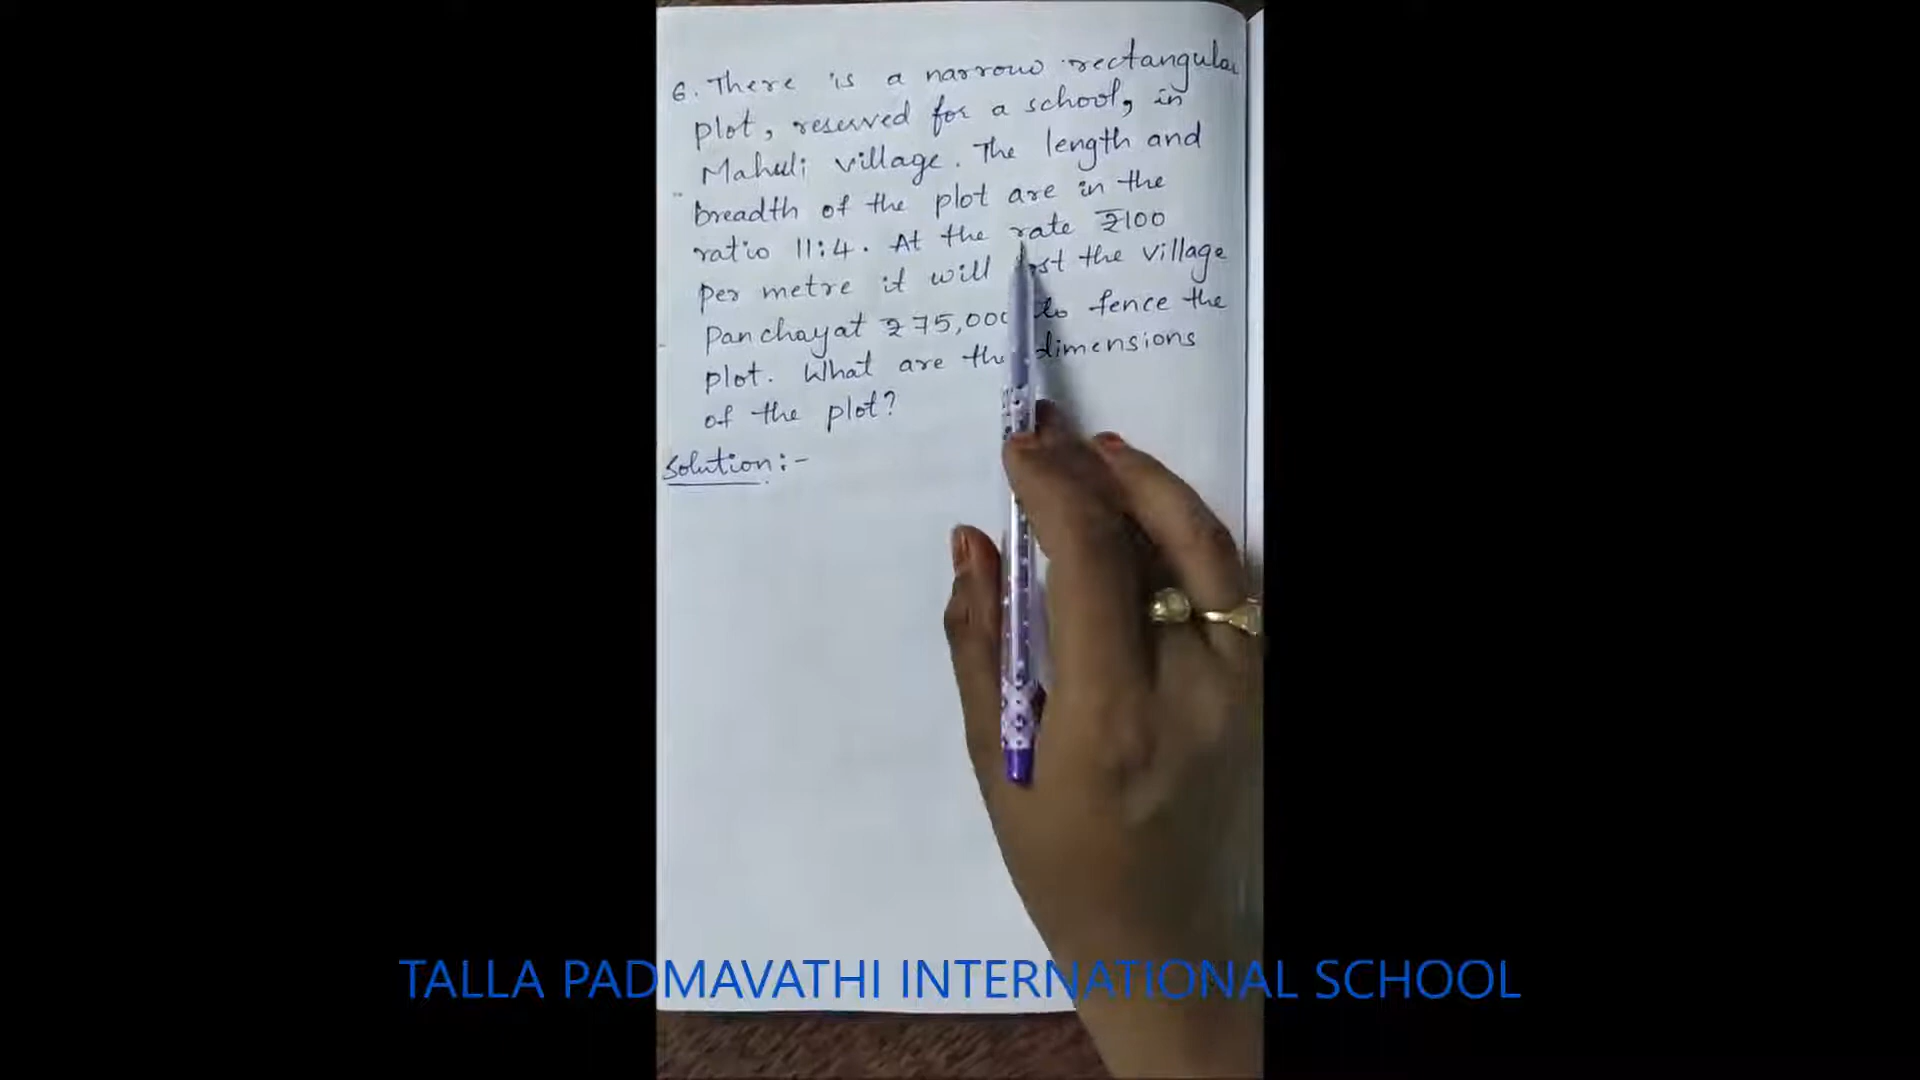 6. There is a narrow rectangular
plot, reserved for a school, in
Mahuli village. The length and
breadth of the plot are in the
ratio 11:4. At the rate ₹100
per metre it will the village
Panchayat ₹75,000 to fence the
plot. What are the dimensions
of the plot?
Solution:-
TALLA PADMAVATHI INTERNATIONAL SCHOOL